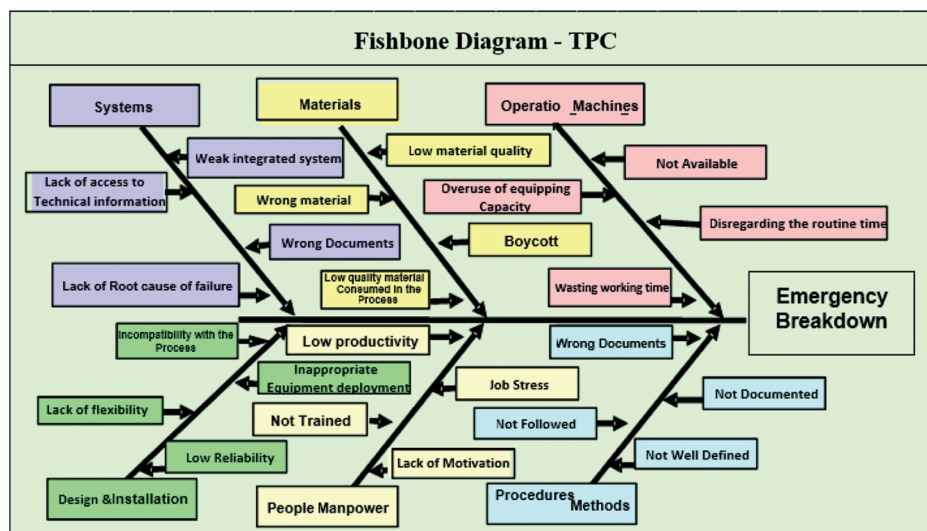 Fishbone Diagram - TPC
Systems
Materials
Operatio _Machines
Weak integrated system
Low material quality
Not Available
Lack of access to
Technical information
Wrong material
Overuse of equipping
Capacity
Disregarding the routine time
Wrong Documents
Boycott
Lack of Root cause of failure
Low quality material
Consumed in the
Process
Wasting working time
Emergency
Breakdown
Incompatibility with the
Process
Low productivity
Wrong Documents
Inappropriate
Equipment deployment
Job Stress
Not Documented
Lack of flexibility
Not Trained
Not Followed
Low Reliability
Lack of Motivation
Not Well Defined
Design &Installation
People Manpower
Procedures
Methods